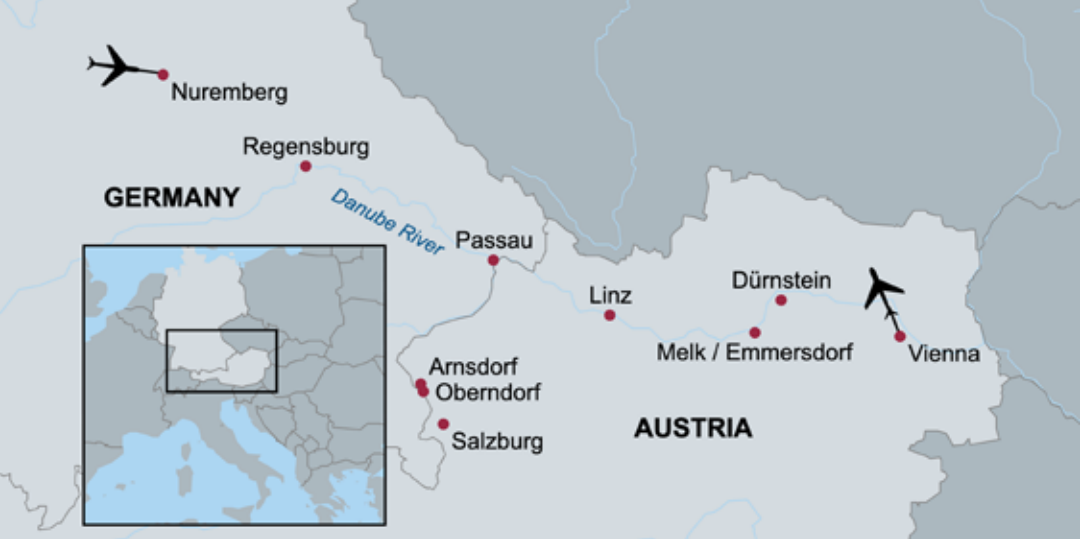 Nuremberg
Regensburg
GERMANY
Danube River
Passau
Dürnstein
Linz
Melk / Emmersdorf
Vienna
Arnsdorf
Oberndorf
AUSTRIA
Salzburg